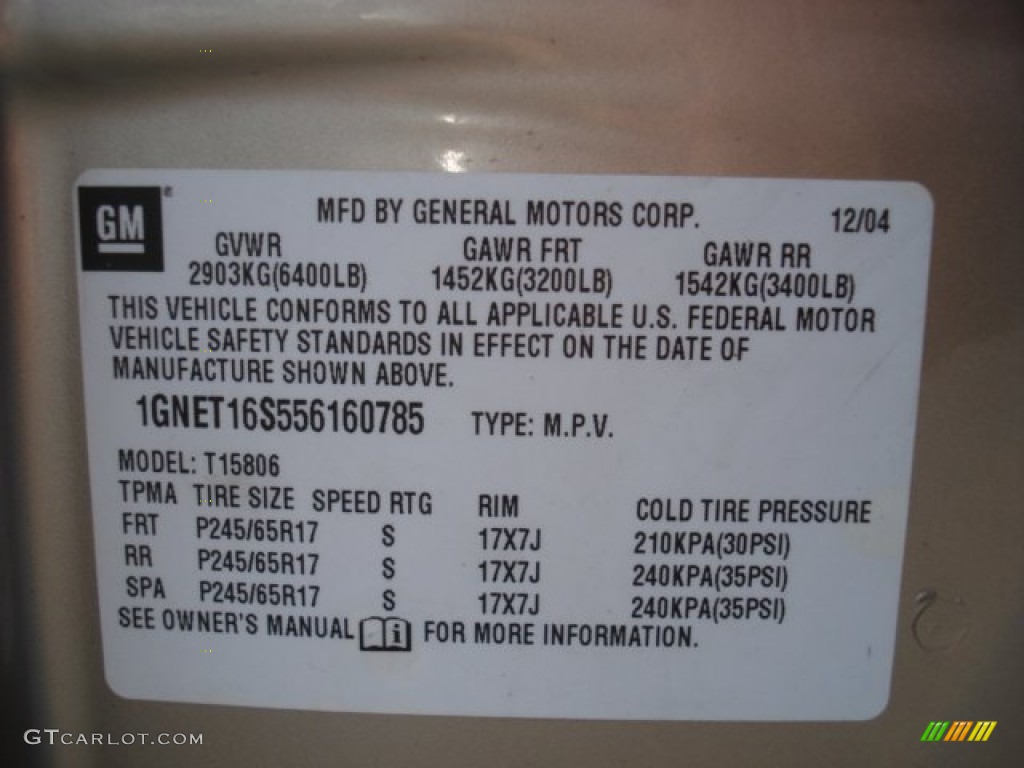 GM ® MFD BY GENERAL MOTORS CORP. 12/04
GVWR GAWR FRT GAWR RR
2903KG(6400LB) 1452KG(3200LB) 1542KG(3400LB)
THIS VEHICLE CONFORMS TO ALL APPLICABLE U.S. FEDERAL MOTOR
VEHICLE SAFETY STANDARDS IN EFFECT ON THE DATE OF
MANUFACTURE SHOWN ABOVE.
1GNET16S556160785 TYPE: M.P.V.
MODEL: T15806
TPMA TIRE SIZE SPEED RTG RIM COLD TIRE PRESSURE
FRT P245/65R17 S 17X7J 210KPA(30PSI)
RR P245/65R17 S 17X7J 240KPA(35PSI)
SPA P245/65R17 S 17X7J 240KPA(35PSI)
SEE OWNER'S MANUAL i FOR MORE INFORMATION.
GTCARLOT.COM